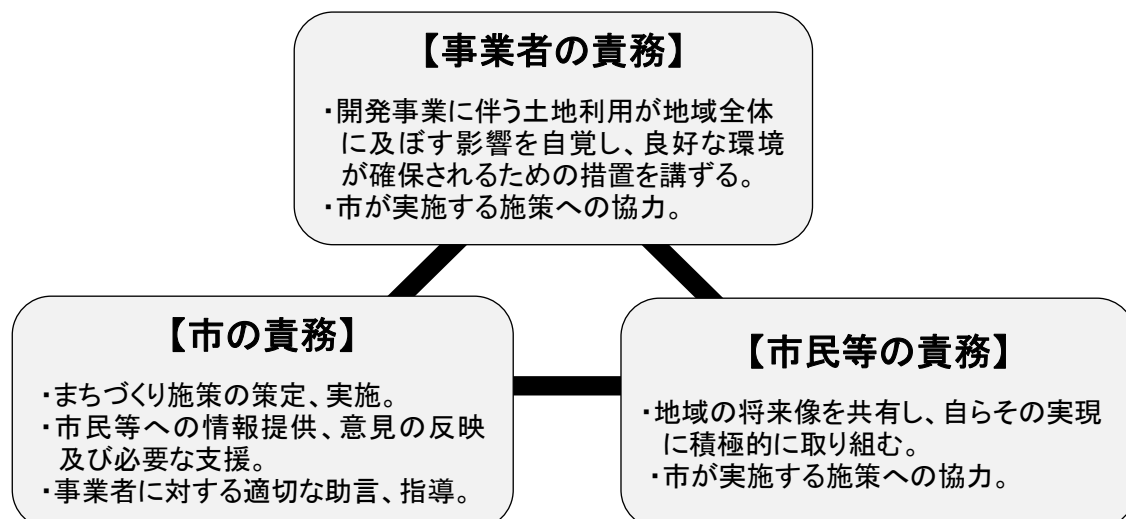 【事業者の責務】
・開発事業に伴う土地利用が地域全体
に及ぼす影響を自覚し、良好な環境
が確保されるための措置を講ずる。
・市が実施する施策への協力。
【市の責務】
・まちづくり施策の策定、実施。
・市民等への情報提供、意見の反映
及び必要な支援。
・事業者に対する適切な助言、指導。
【市民等の責務】
・地域の将来像を共有し、自らその実現
に積極的に取り組む。
・市が実施する施策への協力。